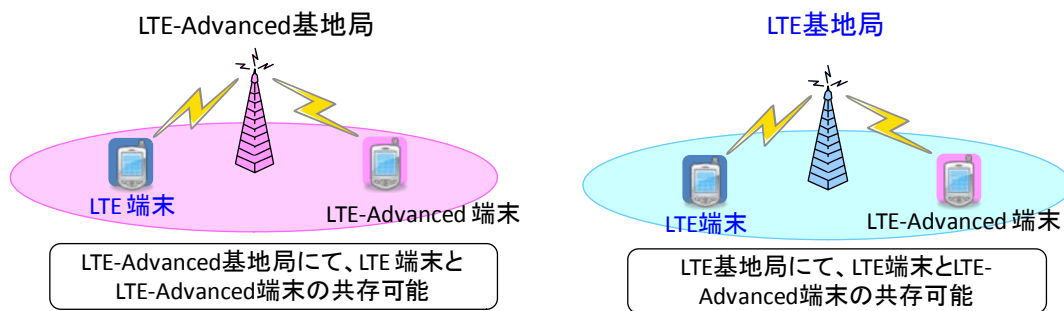 LTE-Advanced基地局
LTE 端末
LTE-Advanced 端末
LTE-Advanced基地局にて、LTE 端末と
LTE-Advanced端末の共存可能
LTE基地局
LTE端末
LTE-Advanced 端末
LTE基地局にて、LTE端末とLTE-
Advanced端末の共存可能